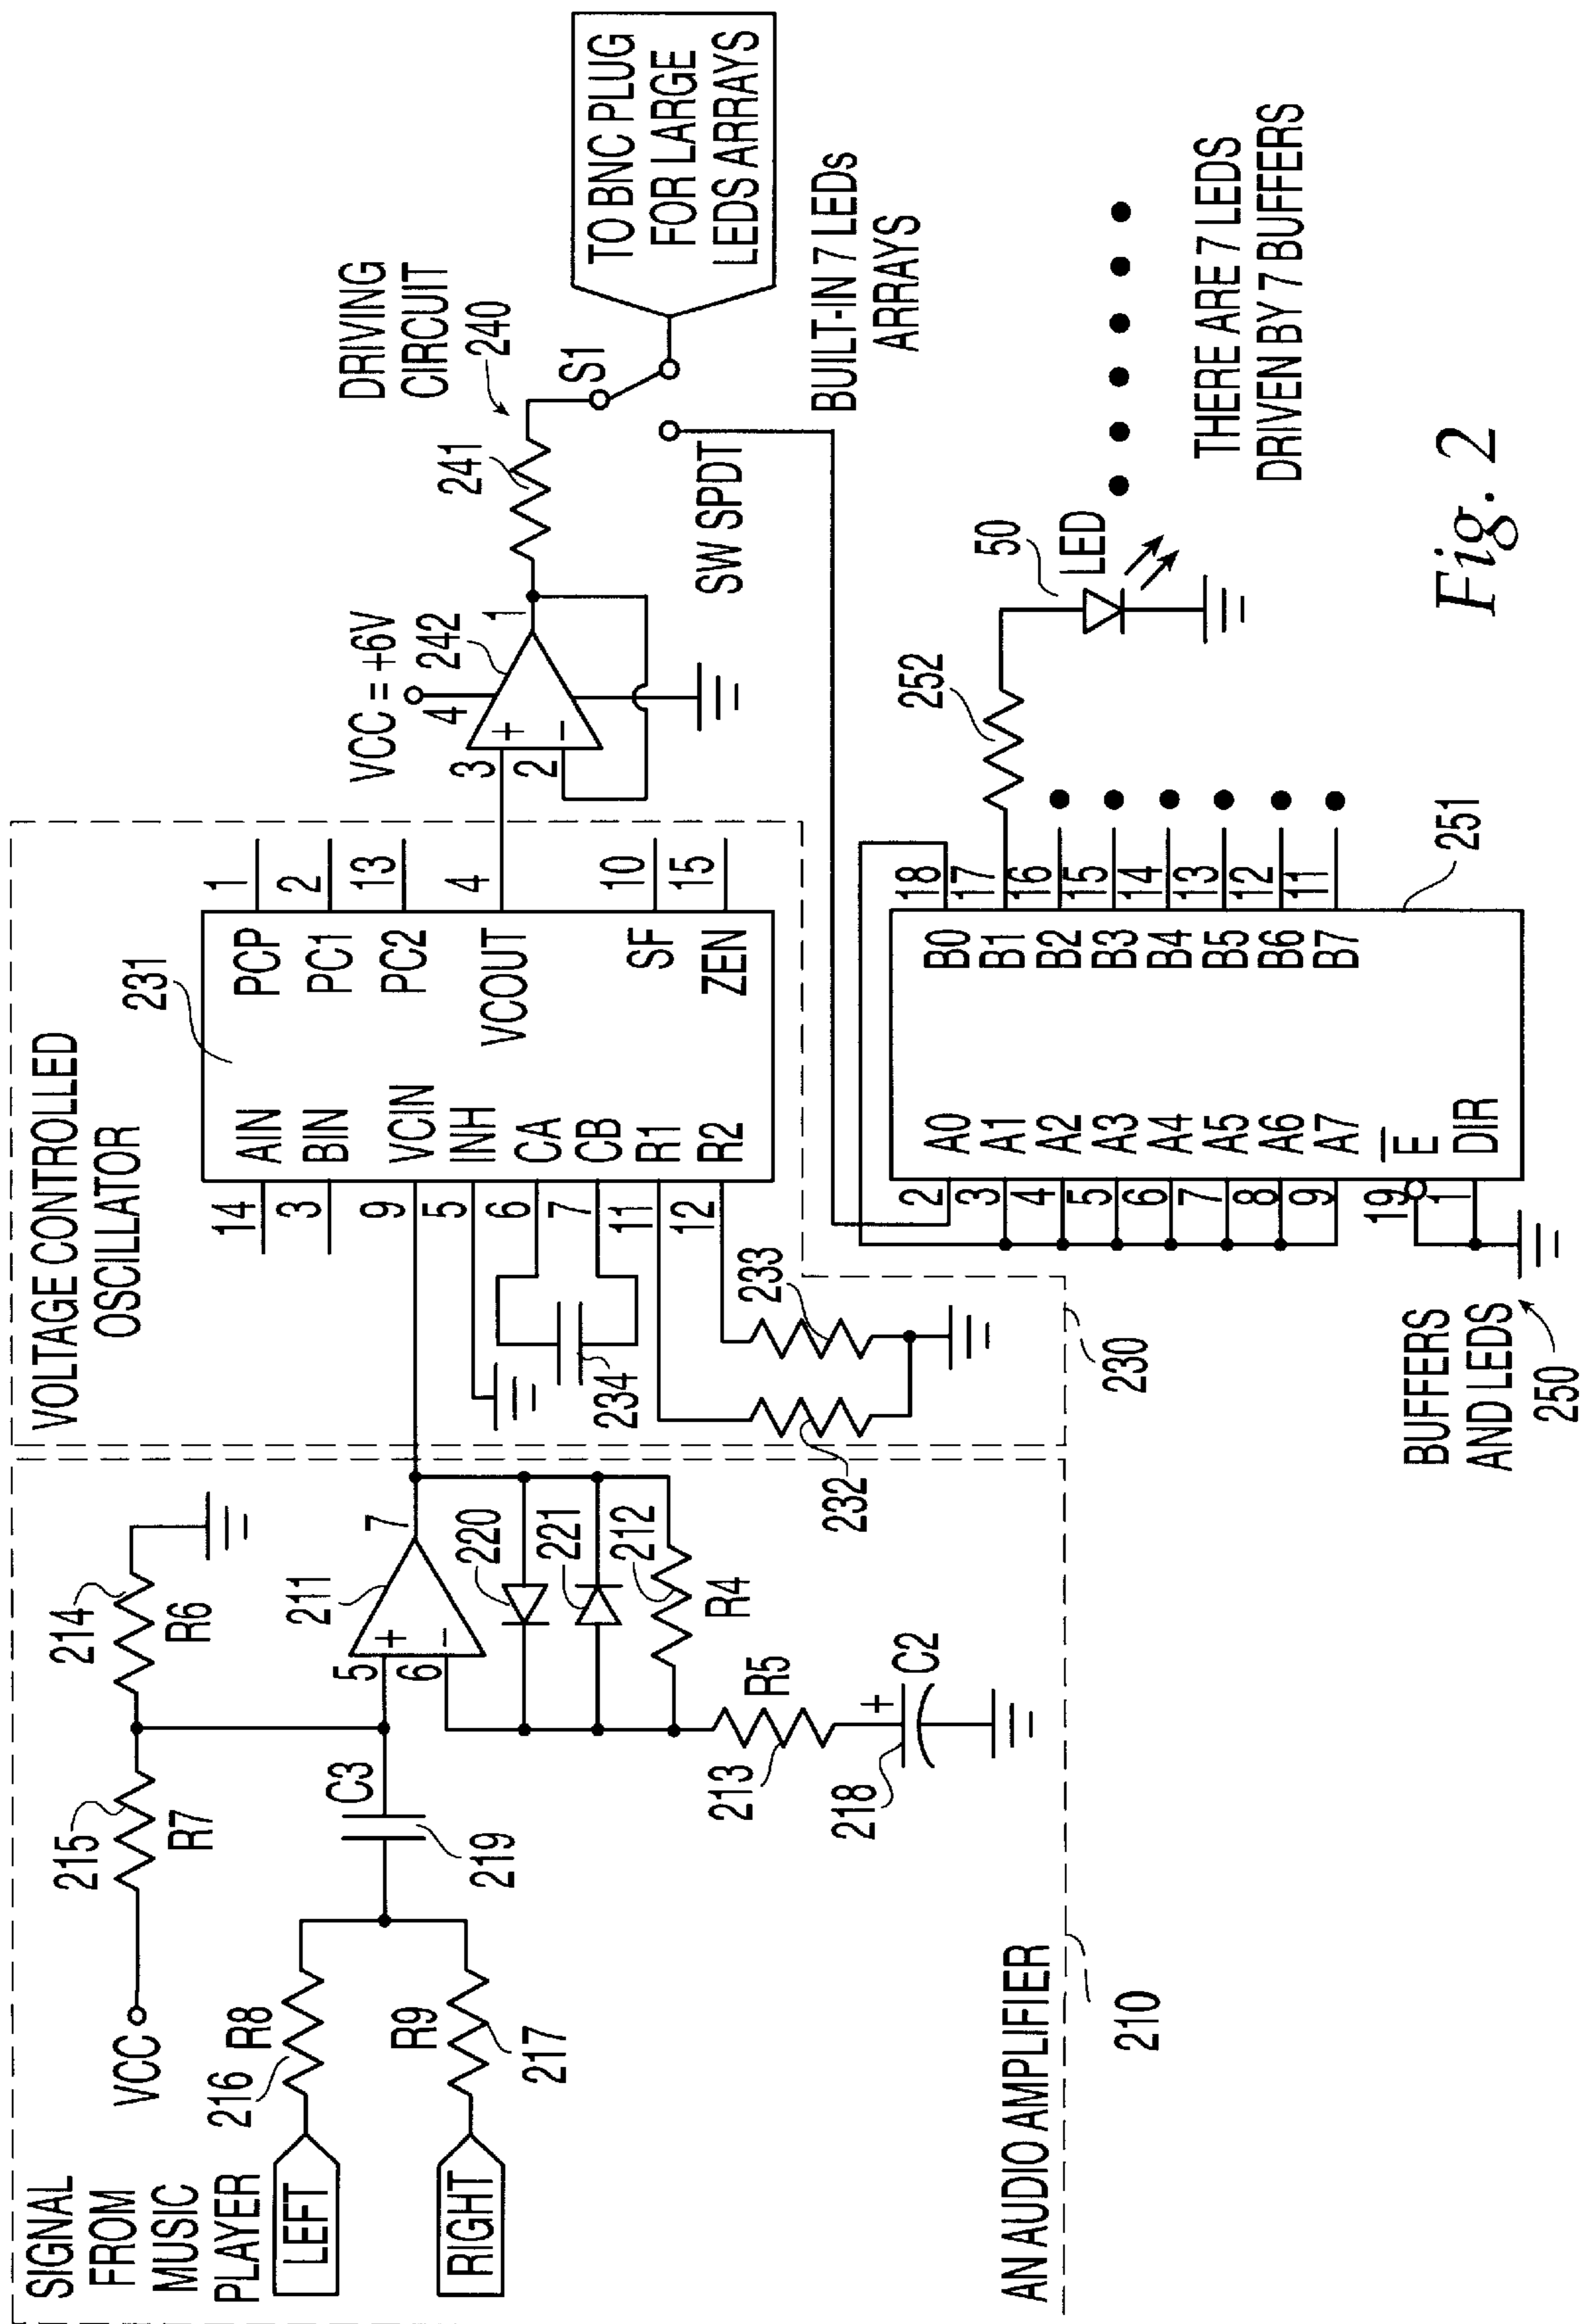 SIGNAL
FROM
MUSIC
PLAYER
LEFT
RIGHT
216
R8
R9
217
VCC
215
R7
214
R6
C3
219
5
6
+
-
211
7
220
221
212
R4
R5
213
+
C2
218
AN AUDIO AMPLIFIER
210
VOLTAGE CONTROLLED
OSCILLATOR
231
14
3
9
5
6
7
11
12
AIN
BIN
VCIN
INH
CA
CB
R1
R2
PCP
PC1
PC2
VCOUT
SF
ZEN
1
2
13
4
10
15
234
233
232
230
VCC = +6V
4
242
3
2
+
-
1
241
DRIVING
CIRCUIT
240
S1
SW SPDT
TO BNC PLUG
FOR LARGE
LEDS ARRAYS
BUILT-IN 7 LEDs
ARRAYS
2
3
4
5
6
7
8
9
19
1
A0
A1
A2
A3
A4
A5
A6
A7
E
DIR
B0
B1
B2
B3
B4
B5
B6
B7
18
17
16
15
14
13
12
11
251
252
50
LED
THERE ARE 7 LEDS
DRIVEN BY 7 BUFFERS
BUFFERS
AND LEDS
250
Fig. 2